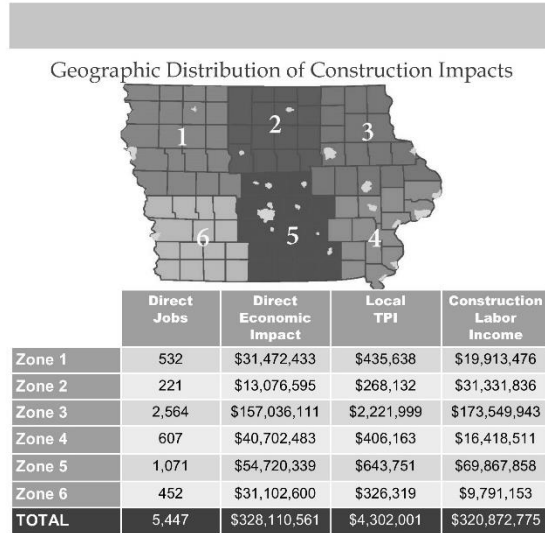 Geographic Distribution of Construction Impacts
1
2
3
6
5
4
Direct Jobs Direct Economic Impact Local TPI Construction Labor Income
Zone 1 532 $31,472,433 $435,638 $19,913,476
Zone 2 221 $13,076,595 $268,132 $31,331,836
Zone 3 2,564 $157,036,111 $2,221,999 $173,549,943
Zone 4 607 $40,702,483 $406,163 $16,418,511
Zone 5 1,071 $54,720,339 $643,751 $69,867,858
Zone 6 452 $31,102,600 $326,319 $9,791,153
TOTAL 5,447 $328,110,561 $4,302,001 $320,872,775